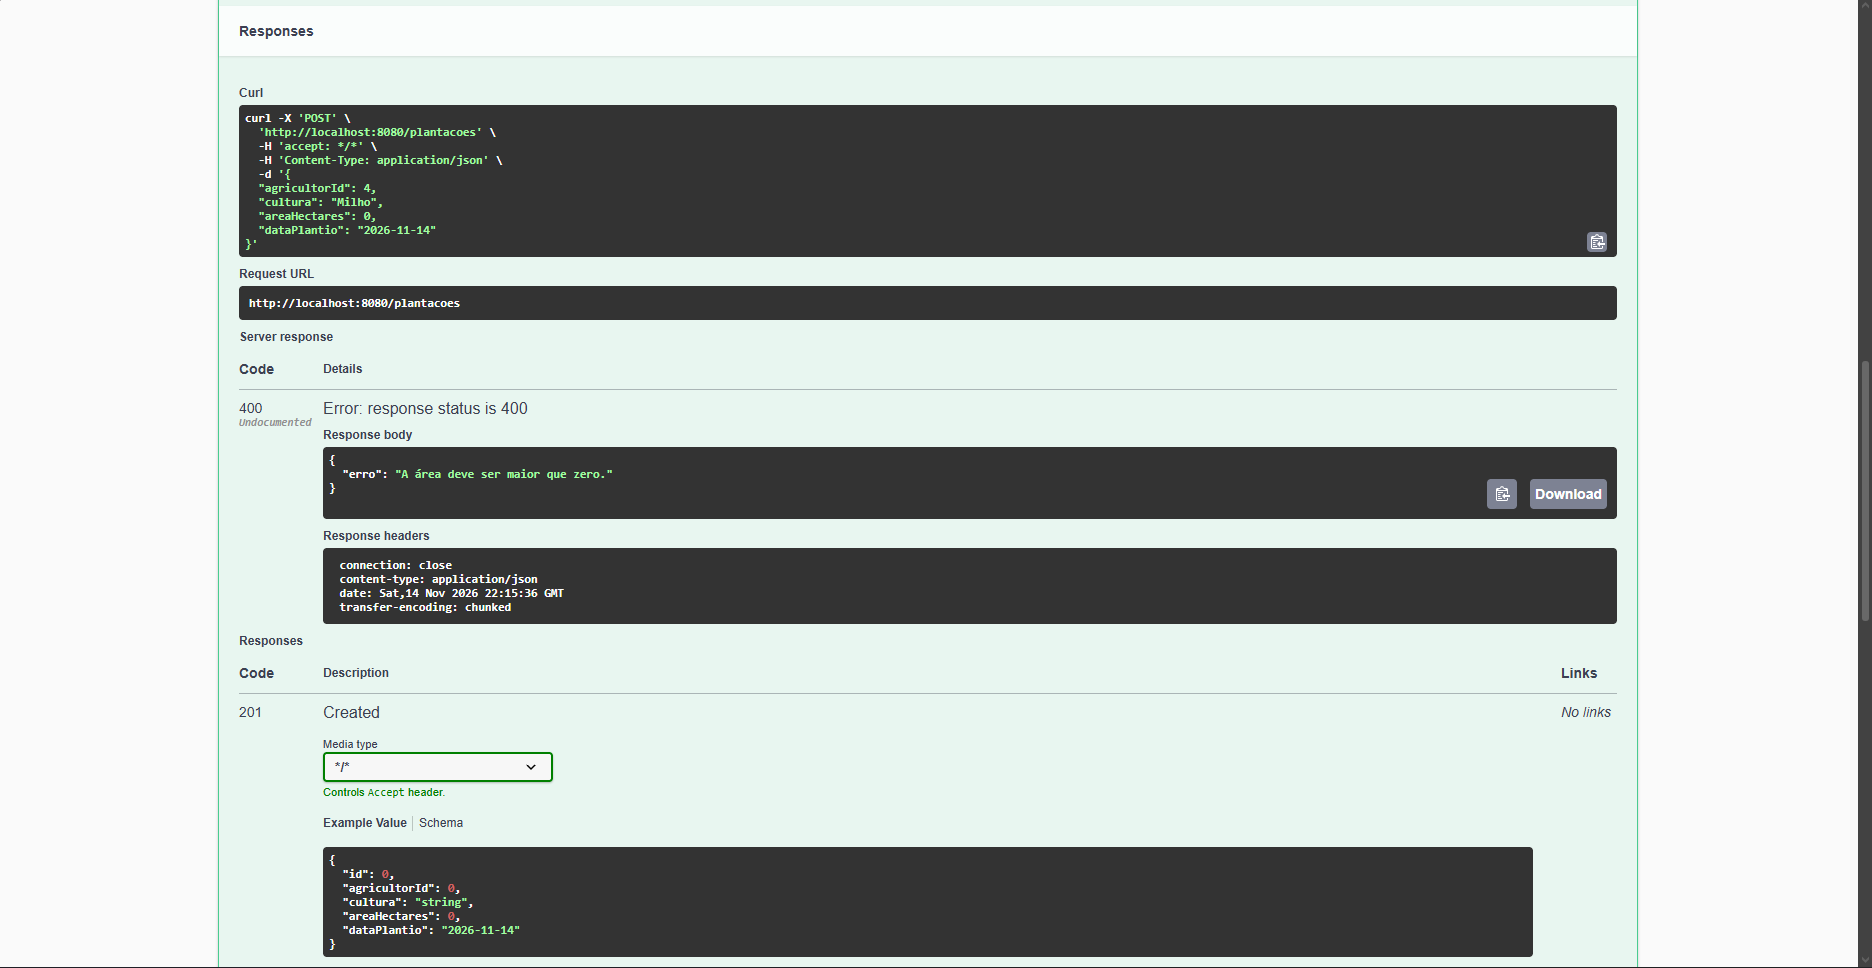 Responses
Curl
curl -X 'POST' \
'http://localhost:8080/plantacoes' \
-H 'accept: */*' \
-H 'Content-Type: application/json' \
-d '{
"agricultorId": 4,
"cultura": "Milho",
"areaHectares": 0,
"dataPlantio": "2026-11-14"
}'
Request URL
http://localhost:8080/plantacoes
Server response
Code Details
400 Error: response status is 400
Undocumented
Response body
{
"erro": "A área deve ser maior que zero."
}
Download
Response headers
connection: close
content-type: application/json
date: Sat,14 Nov 2026 22:15:36 GMT
transfer-encoding: chunked
Responses
Code Description Links
201 Created No links
Media type
*/*
Controls Accept header.
Example Value Schema
{
"id": 0,
"agricultorId": 0,
"cultura": "string",
"areaHectares": 0,
"dataPlantio": "2026-11-14"
}